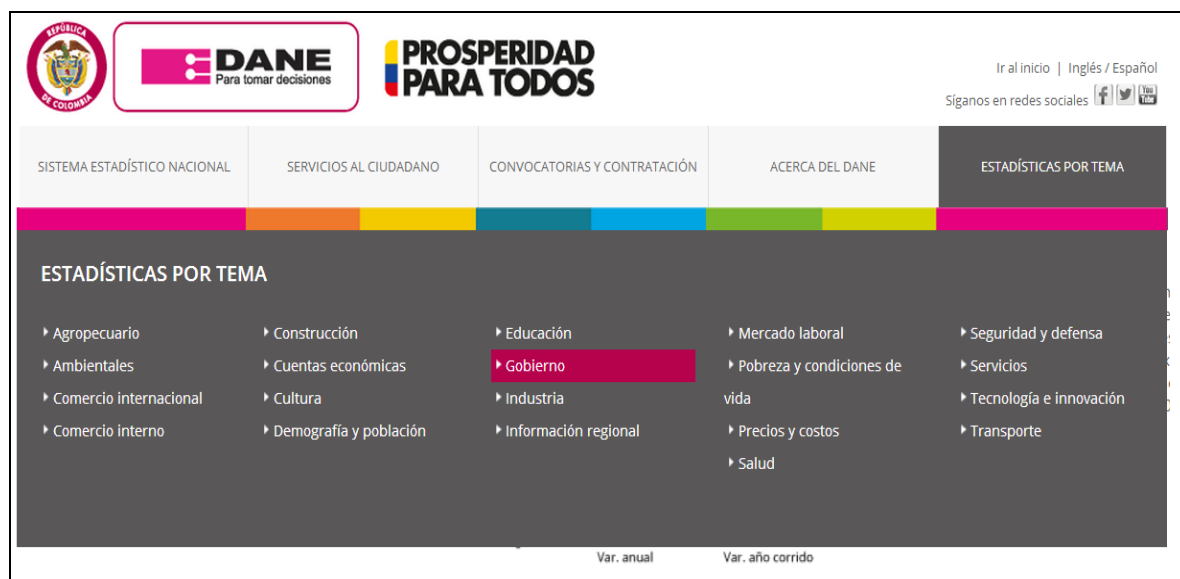 REPÚBLICA
DE COLOMBIA
DANE
Para tomar decisiones
PROSPERIDAD
PARA TODOS
Ir al inicio | Inglés / Español
Síganos en redes sociales f You Tube
SISTEMA ESTADÍSTICO NACIONAL SERVICIOS AL CIUDADANO CONVOCATORIAS Y CONTRATACIÓN ACERCA DEL DANE ESTADÍSTICAS POR TEMA
ESTADÍSTICAS POR TEMA
Agropecuario
Ambientales
Comercio internacional
Comercio interno
Construcción
Cuentas económicas
Cultura
Demografía y población
Educación
Gobierno
Industria
Información regional
Mercado laboral
Pobreza y condiciones de
vida
Precios y costos
Salud
Seguridad y defensa
Servicios
Tecnología e innovación
Transporte
Var. anual Var. año corrido